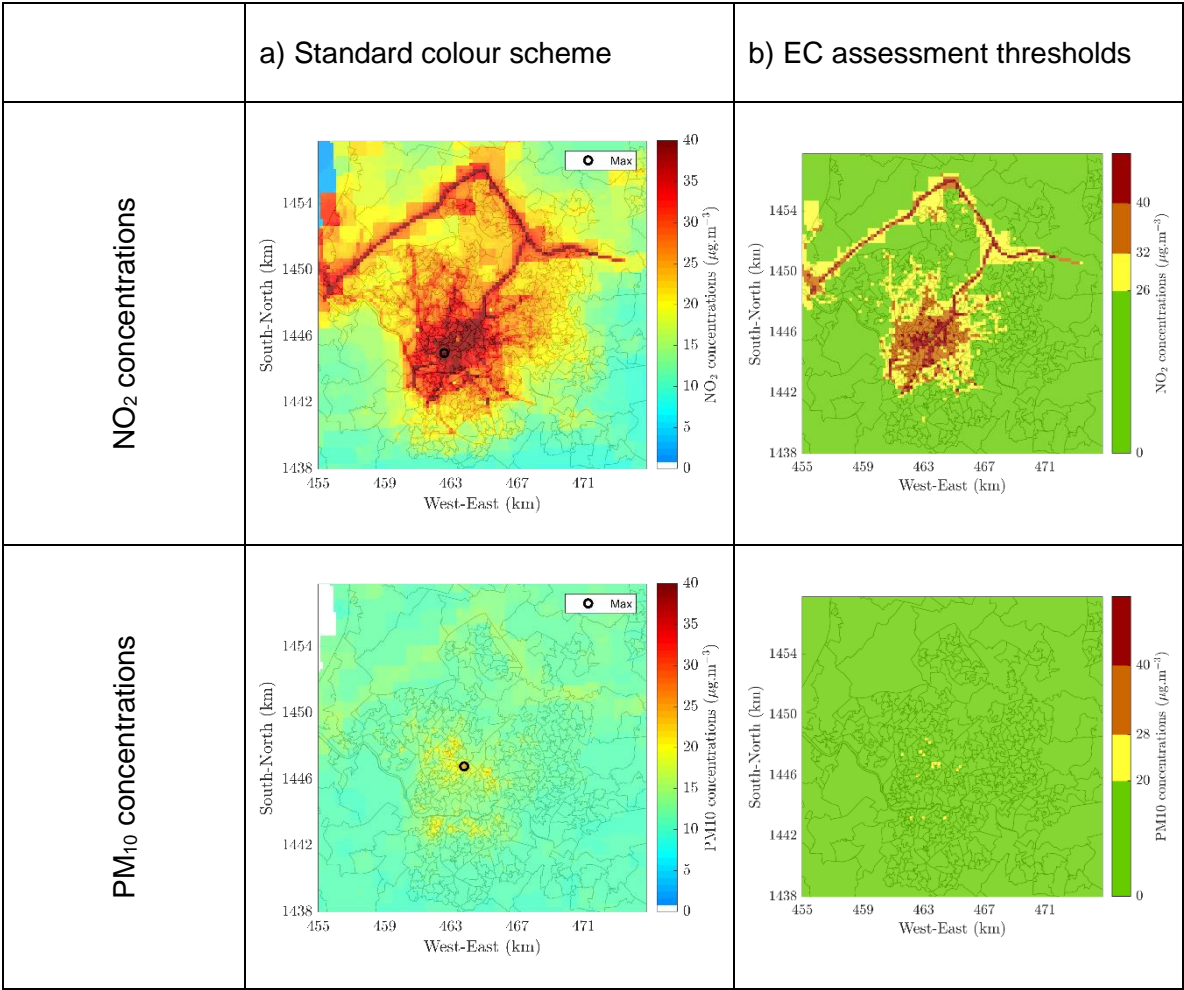 a) Standard colour scheme
b) EC assessment thresholds
NO2 concentrations
Max
40
35
30
25
20
15
10
5
0
NO2 concentrations (μg.m−3)
1454
1450
1446
1442
1438
South-North (km)
455 459 463 467 471
West-East (km)
40
32
26
0
NO2 concentrations (μg.m−3)
1454
1450
1446
1442
1438
South-North (km)
455 459 463 467 471
West-East (km)
PM10 concentrations
Max
40
35
30
25
20
15
10
5
0
PM10 concentrations (μg.m−3)
1454
1450
1446
1442
1438
South-North (km)
455 459 463 467 471
West-East (km)
40
28
20
0
PM10 concentrations (μg.m−3)
1454
1450
1446
1442
1438
South-North (km)
455 459 463 467 471
West-East (km)